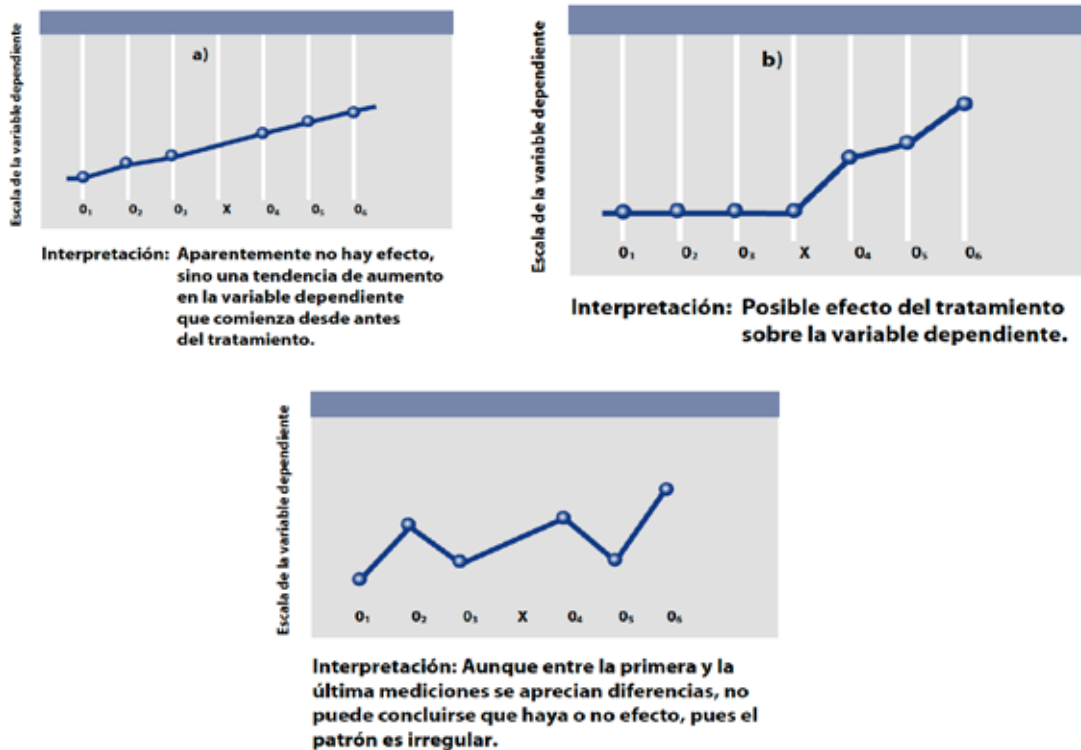 a)
Escala de la variable dependiente
O₁ O₂ O₃ X O₄ O₅ O₆
Interpretación: Aparentemente no hay efecto,
sino una tendencia de aumento
en la variable dependiente
que comienza desde antes
del tratamiento.
b)
Escala de la variable dependiente
O₁ O₂ O₃ X O₄ O₅ O₆
Interpretación: Posible efecto del tratamiento
sobre la variable dependiente.
Escala de la variable dependiente
O₁ O₂ O₃ X O₄ O₅ O₆
Interpretación: Aunque entre la primera y la
última mediciones se aprecian diferencias, no
puede concluirse que haya o no efecto, pues el
patrón es irregular.